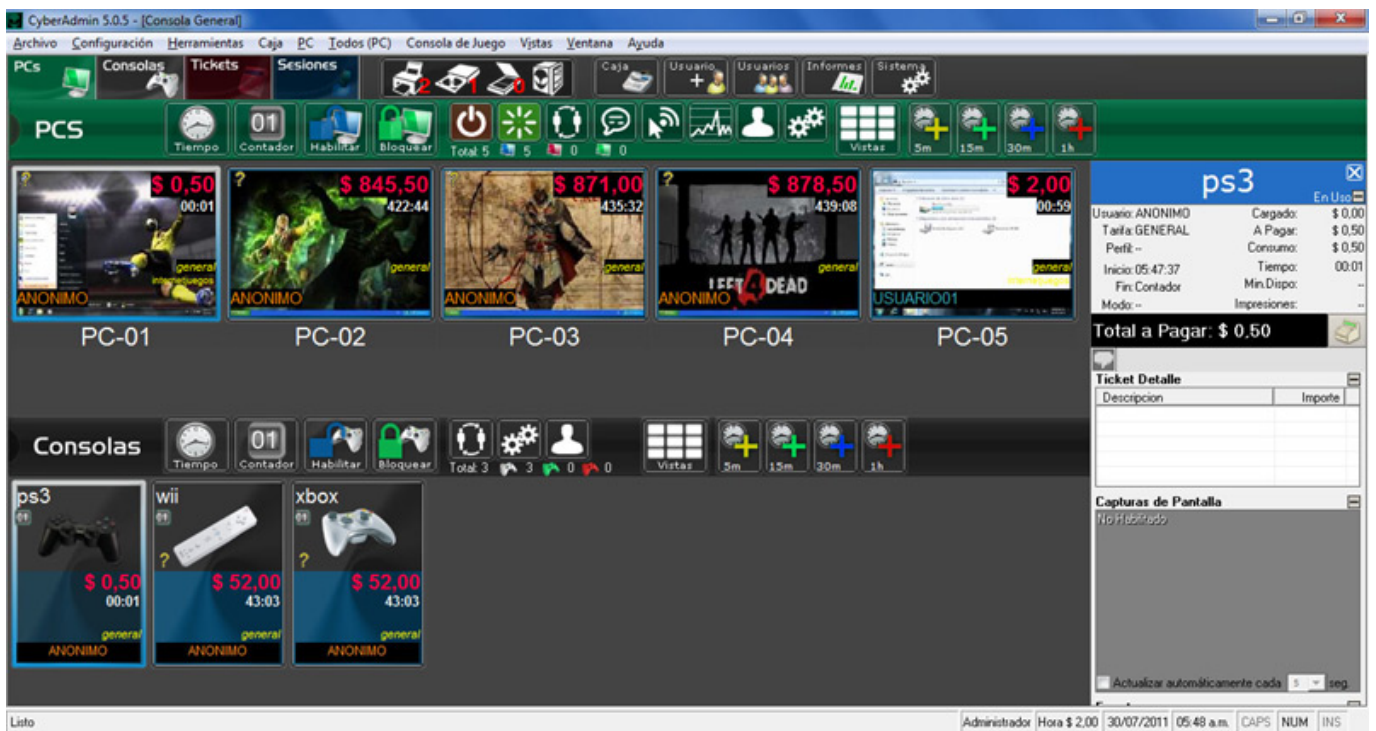 CyberAdmin 5.0.5 - [Consola General]
Archivo Configuración Herramientas Caja PC Todos (PC) Consola de Juego Vistas Ventana Ayuda
PCs Consolas Tickets Sesiones 2 1 0 Caja Usuario Usuarios Informes Sistema
PCS Tiempo 01 Contador Habilitar Bloquear Total: 5 5 0 0 Vistas 5m 15m 30m 1h
? $ 0,50
00:01
general
internetjuegos
ANONIMO
PC-01
? $ 845,50
422:44
general
ANONIMO
PC-02
? $ 871,00
435:32
general
ANONIMO
PC-03
? $ 878,50
439:08
general
LEFT 4 DEAD
ANONIMO
PC-04
$ 2,00
00:59
general
USUARIO01
PC-05
Consolas Tiempo 01 Contador Habilitar Bloquear Total: 3 3 0 0 Vistas 5m 15m 30m 1h
ps3
01
$ 0,50
00:01
general
ANONIMO
wii
01
?
$ 52,00
43:03
general
ANONIMO
xbox
01
?
$ 52,00
43:03
general
ANONIMO
ps3
En Uso
Usuario: ANONIMO Cargado: $ 0,00
Tarifa: GENERAL A Pagar: $ 0,50
Perfil: -- Consumo: $ 0,50
Inicio: 05:47:37 Tiempo: 00:01
Fin: Contador Min.Dispo: --
Modo: -- Impresiones: --
Total a Pagar: $ 0,50
Ticket Detalle
Descripcion Importe
Capturas de Pantalla
No Habilitado
Actualizar automáticamente cada 5 seg.
Listo Administrador Hora $ 2,00 30/07/2011 05:48 a.m. CAPS NUM INS